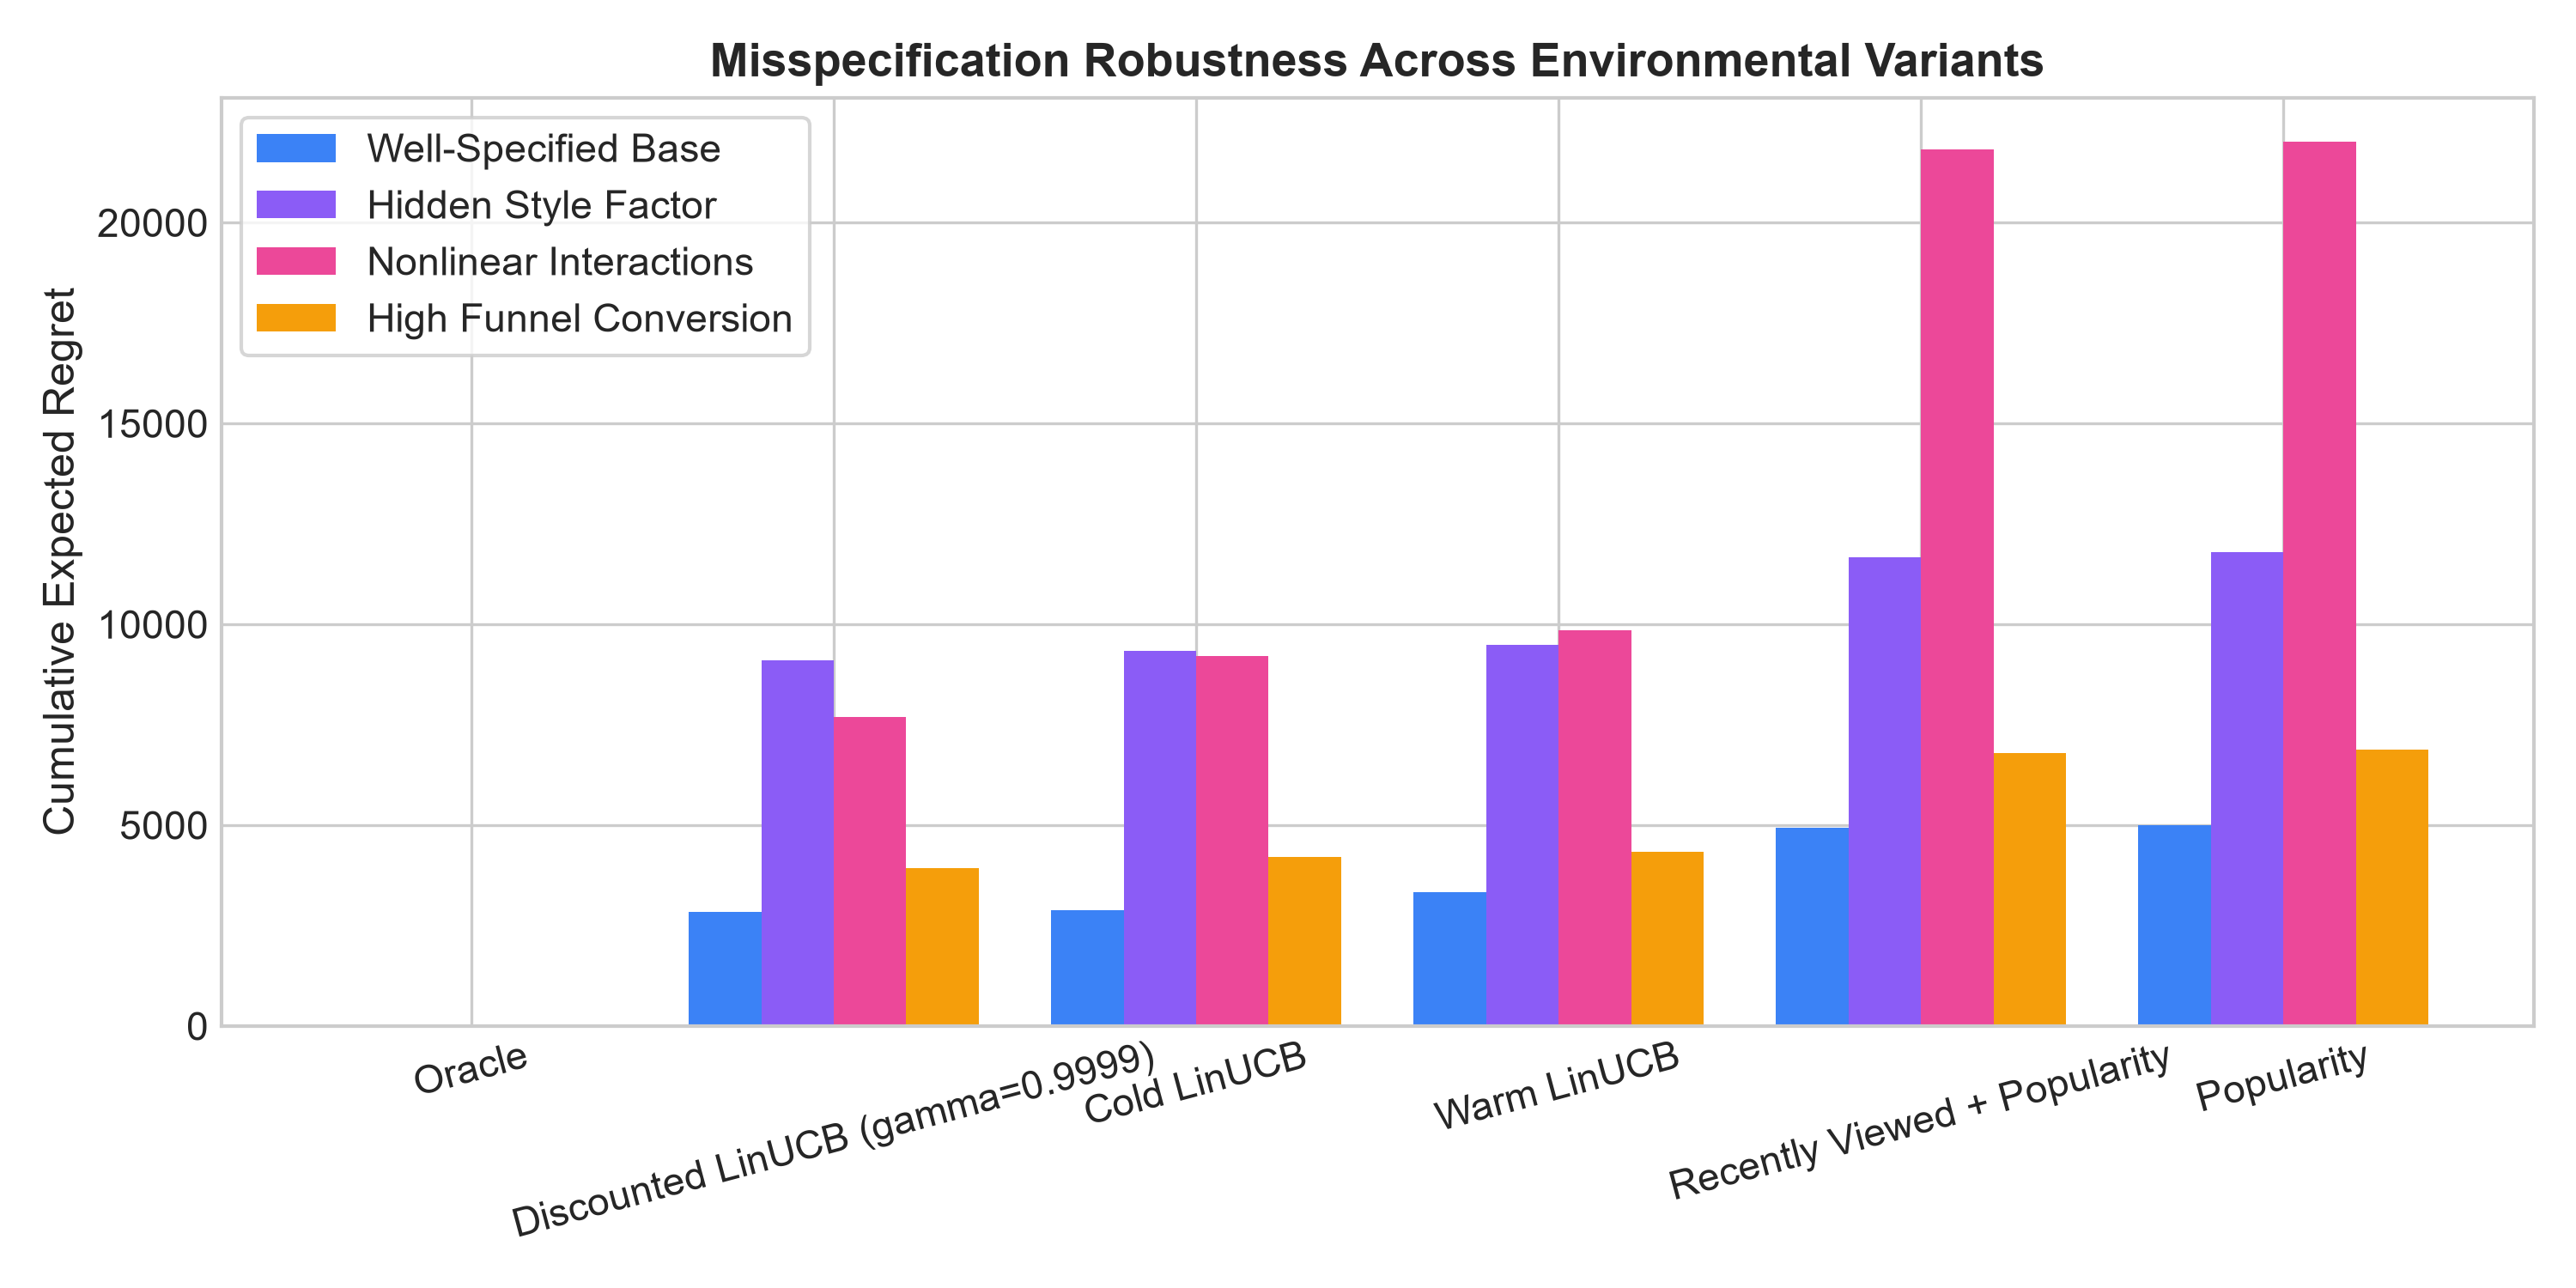 Misspecification Robustness Across Environmental Variants
Well-Specified Base
Hidden Style Factor
Nonlinear Interactions
High Funnel Conversion
Cumulative Expected Regret
20000
15000
10000
5000
0
Oracle
Discounted LinUCB (gamma=0.9999)
Cold LinUCB
Warm LinUCB
Recently Viewed + Popularity
Popularity